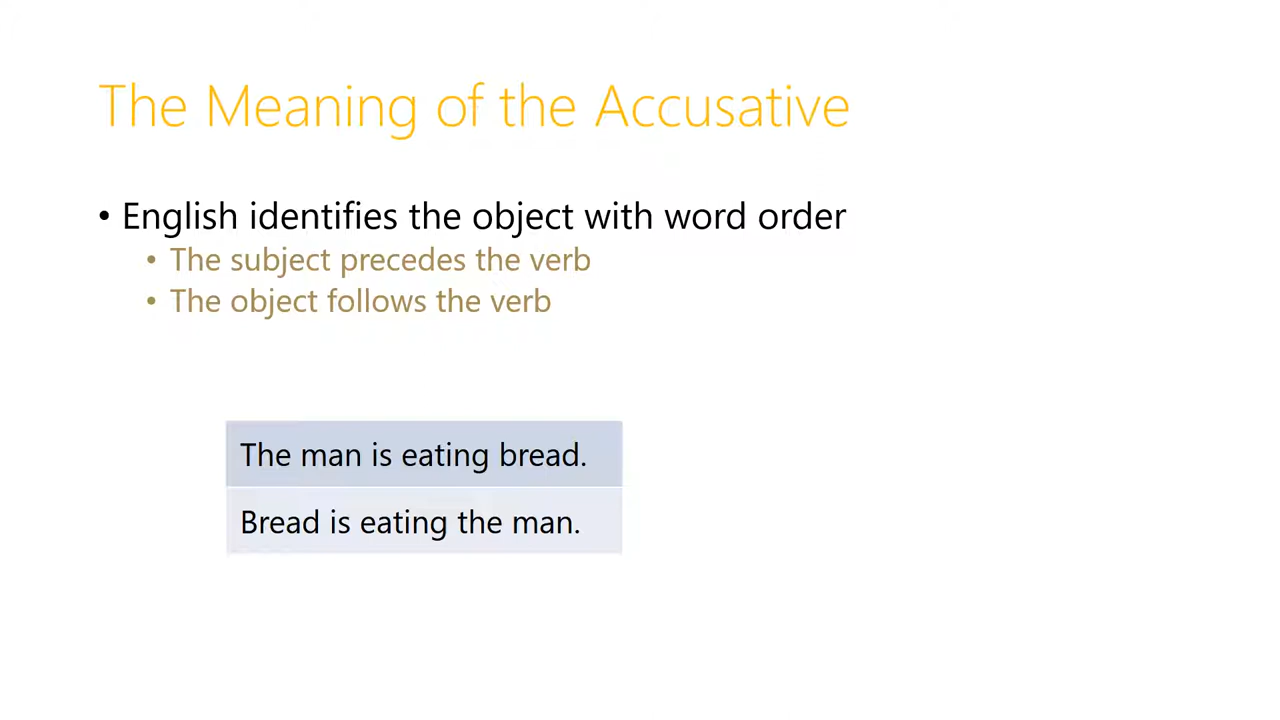 The Meaning of the Accusative
• English identifies the object with word order
• The subject precedes the verb
• The object follows the verb
The man is eating bread.
Bread is eating the man.